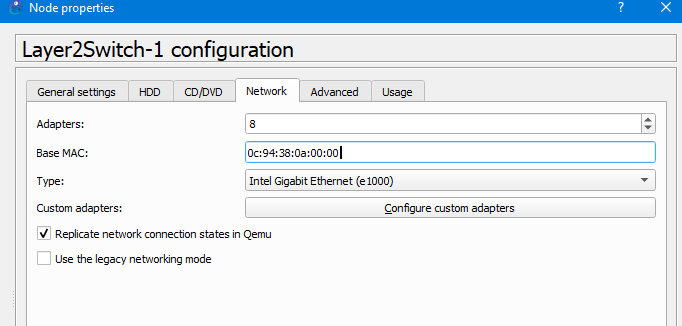 Node properties
Layer2Switch-1 configuration
General settings HDD CD/DVD Network Advanced Usage
Adapters: 8
Base MAC: 0c:94:38:0a:00:00
Type: Intel Gigabit Ethernet (e1000)
Custom adapters: Configure custom adapters
Replicate network connection states in Qemu
Use the legacy networking mode